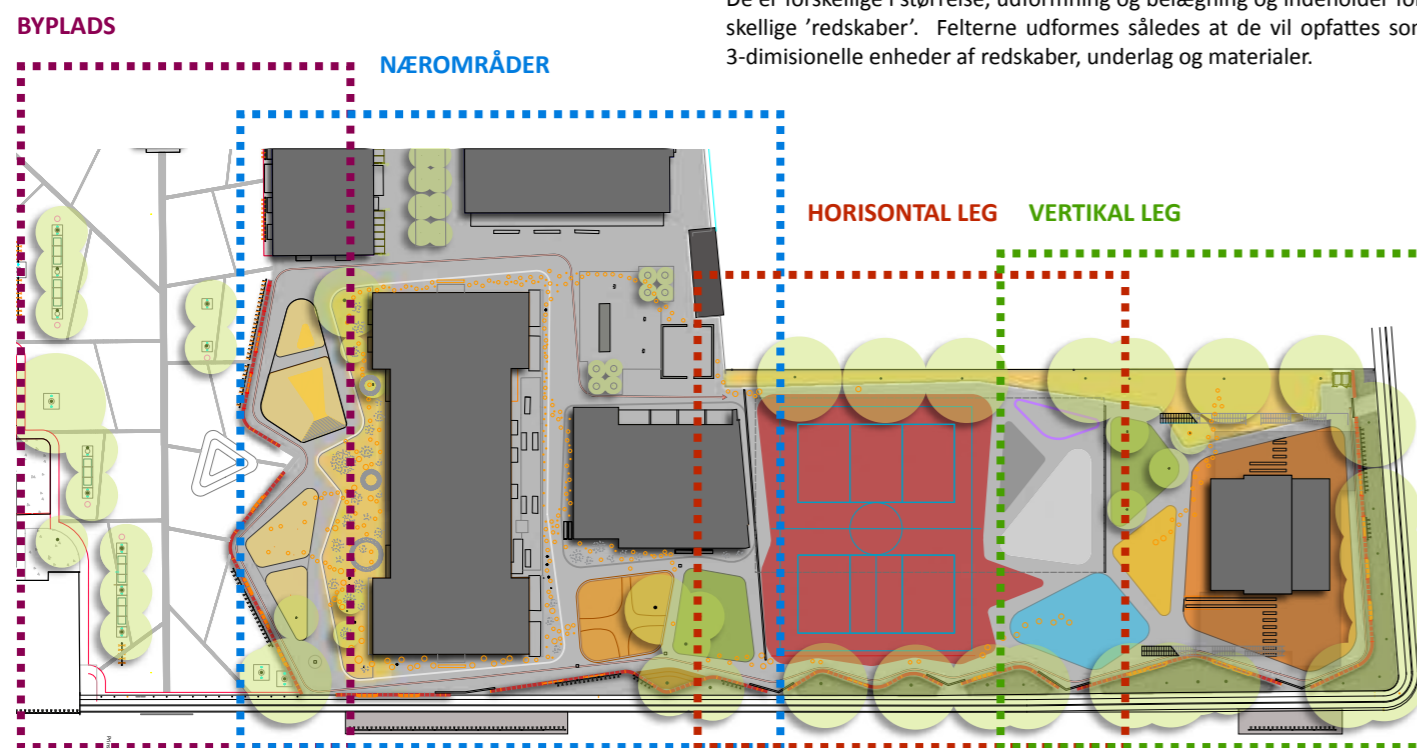 De er forskellige i størrelse, udformning og belægning og indeholder for-
skellige ’redskaber’. Felterne udformes således at de vil opfattes som
3-dimisionelle enheder af redskaber, underlag og materialer.
BYPLADS
NÆROMRÅDER
HORISONTAL LEG
VERTIKAL LEG